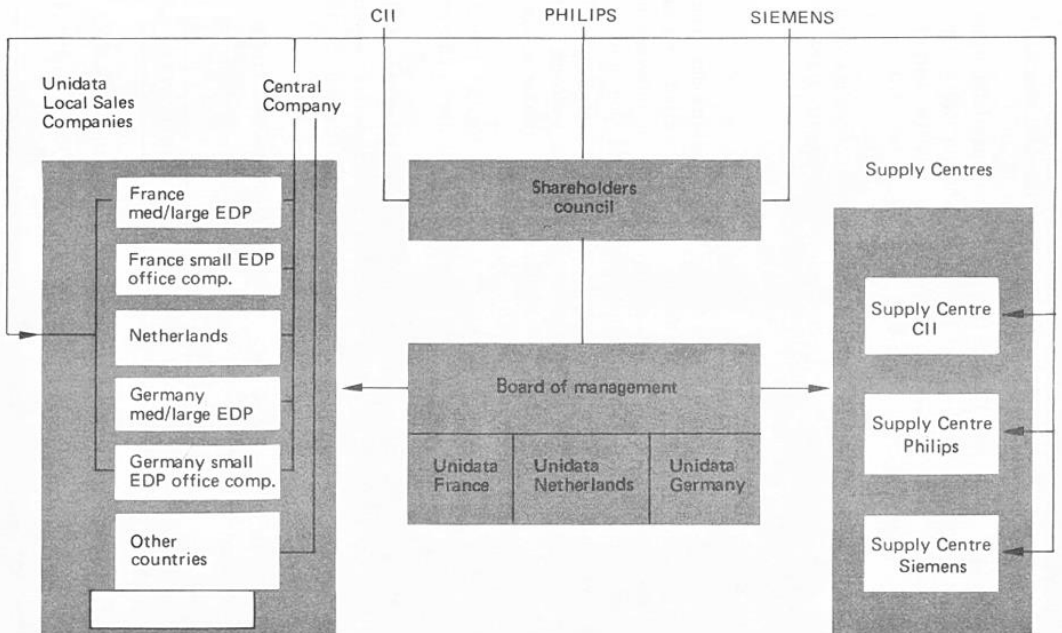 CII
PHILIPS
SIEMENS
Unidata
Local Sales
Companies
Central
Company
France
med/large EDP
France small EDP
office comp.
Netherlands
Germany
med/large EDP
Germany small
EDP office comp.
Other
countries
Shareholders
council
Board of management
Unidata
France
Unidata
Netherlands
Unidata
Germany
Supply Centres
Supply Centre
CII
Supply Centre
Philips
Supply Centre
Siemens